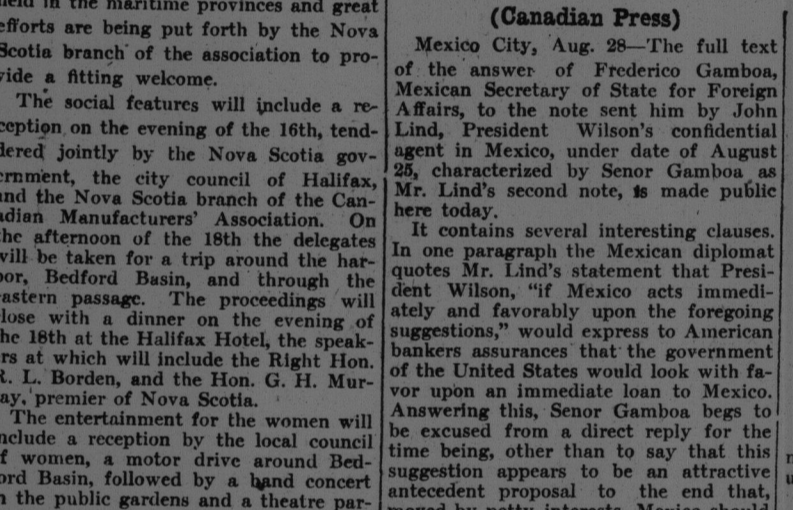 in the maritime provinces and great
efforts are being put forth by the Nova
Scotia branch of the association to pro-
vide a fitting welcome.
The social features will include a re-
ception on the evening of the 16th, tend-
dered jointly by the Nova Scotia gov-
ernment, the city council of Halifax,
and the Nova Scotia branch of the Can-
adian Manufacturers' Association. On
the afternoon of the 18th the delegates
will be taken for a trip around the har-
bor, Bedford Basin, and through the
eastern passage. The proceedings will
close with a dinner on the evening of
the 18th at the Halifax Hotel, the speak-
ers at which will include the Right Hon.
R. L. Borden, and the Hon. G. H. Mur-
ray, premier of Nova Scotia.
The entertainment for the women will
include a reception by the local council
of women, a motor drive around Bed-
ford Basin, followed by a band concert
in the public gardens and a theatre par-
(Canadian Press)
Mexico City, Aug. 28—The full text
of the answer of Frederico Gamboa,
Mexican Secretary of State for Foreign
Affairs, to the note sent him by John
Lind, President Wilson's confidential
agent in Mexico, under date of August
25, characterized by Senor Gamboa as
Mr. Lind's second note, is made public
here today.
It contains several interesting clauses.
In one paragraph the Mexican diplomat
quotes Mr. Lind's statement that Presi-
dent Wilson, "if Mexico acts immedi-
ately and favorably upon the foregoing
suggestions," would express to American
bankers assurances that the government
of the United States would look with fa-
vor upon an immediate loan to Mexico.
Answering this, Senor Gamboa begs to
be excused from a direct reply for the
time being, other than to say that this
suggestion appears to be an attractive
antecedent proposal to the end that,
moved by petty interests, Mexico should